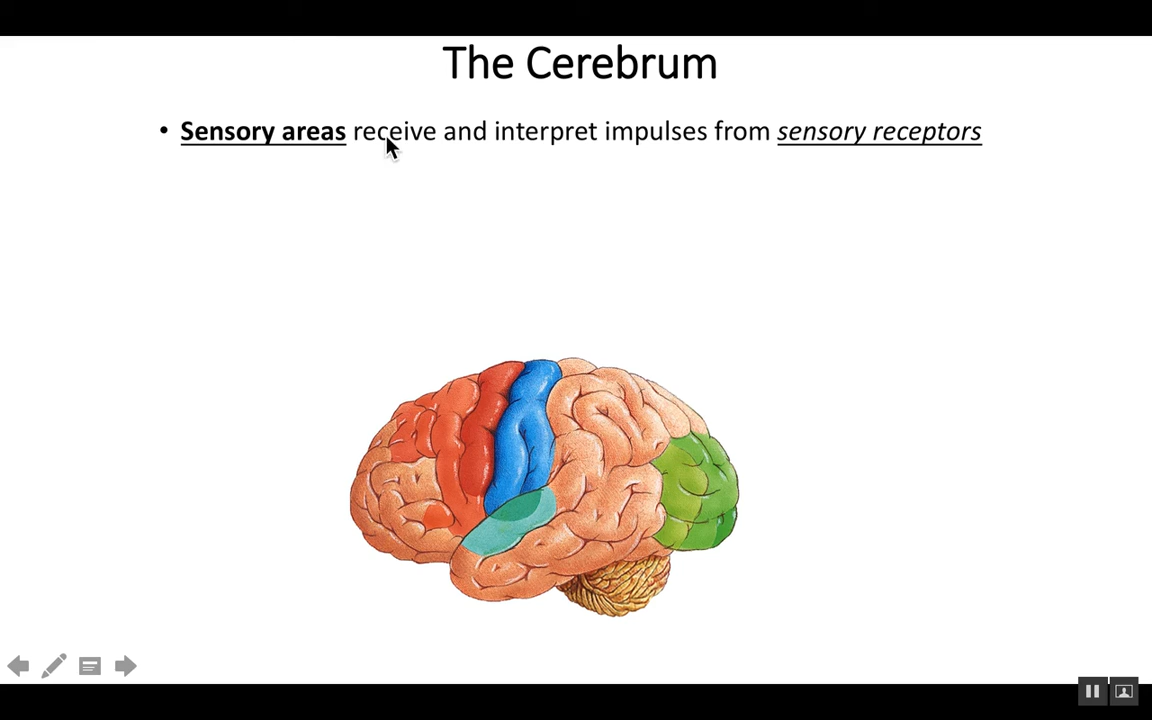 The Cerebrum
• Sensory areas receive and interpret impulses from sensory receptors